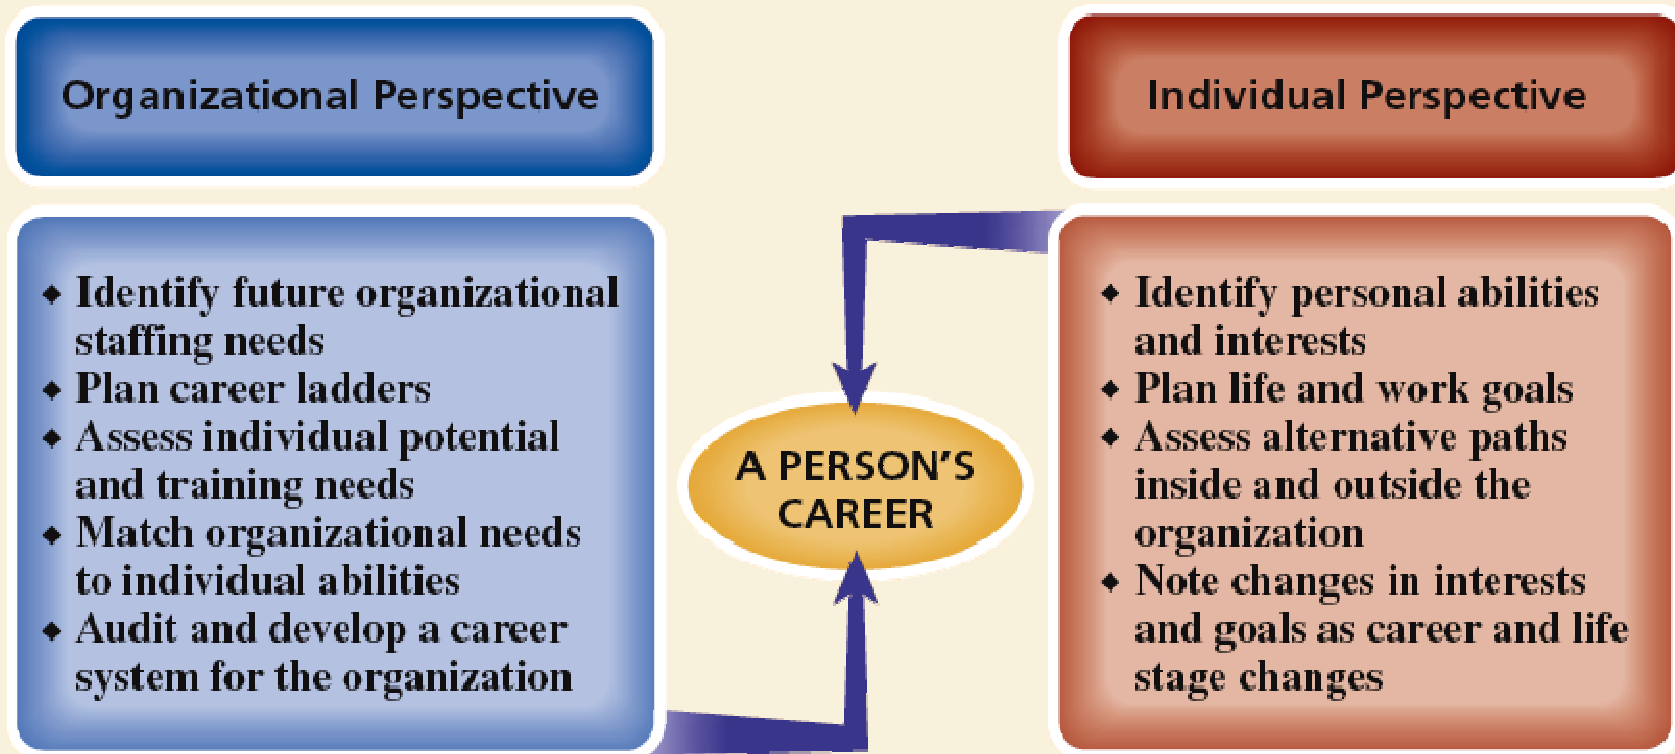 Organizational Perspective
◆ Identify future organizational
staffing needs
◆ Plan career ladders
◆ Assess individual potential
and training needs
◆ Match organizational needs
to individual abilities
◆ Audit and develop a career
system for the organization
A PERSON'S
CAREER
Individual Perspective
◆ Identify personal abilities
and interests
◆ Plan life and work goals
◆ Assess alternative paths
inside and outside the
organization
◆ Note changes in interests
and goals as career and life
stage changes